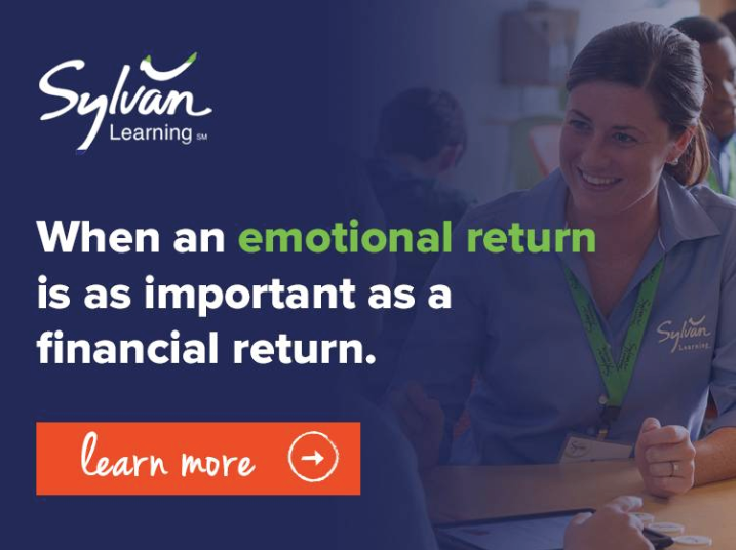 Sylvan
Learning SM
When an emotional return
is as important as a
financial return.
learn more
Sylvan
Learning